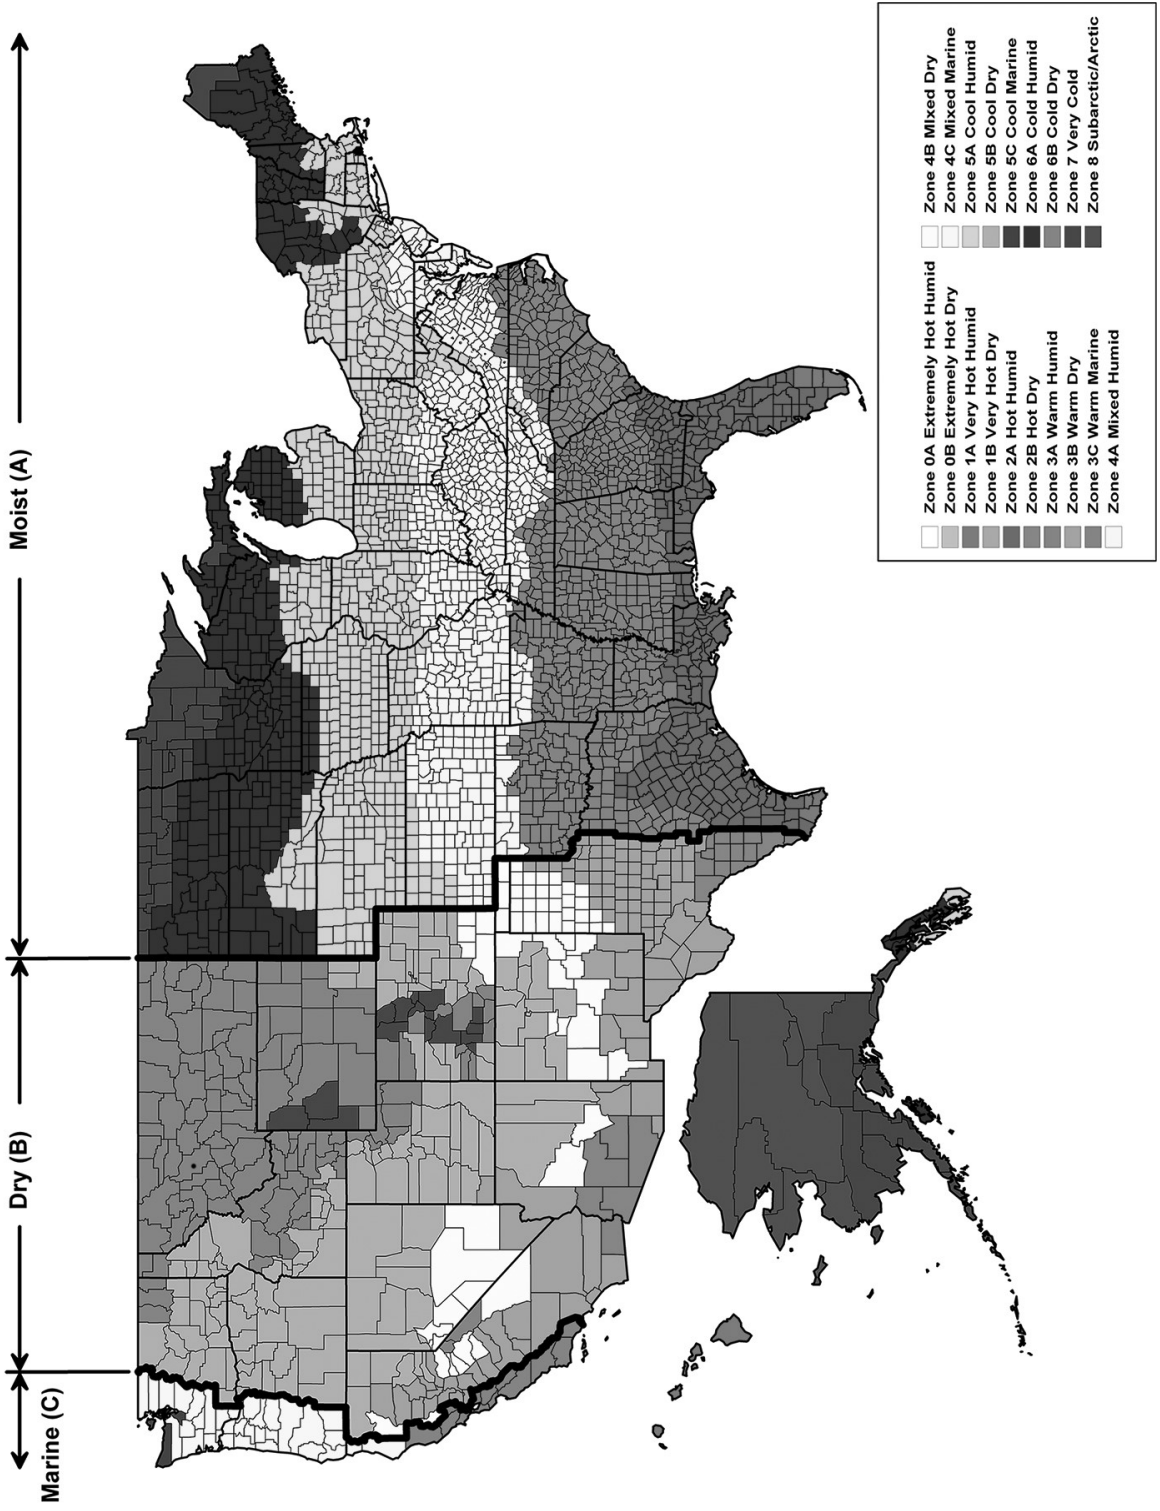 Marine (C)
Dry (B)
Moist (A)
Zone 0A Extremely Hot Humid
Zone 0B Extremely Hot Dry
Zone 1A Very Hot Humid
Zone 1B Very Hot Dry
Zone 2A Hot Humid
Zone 2B Hot Dry
Zone 3A Warm Humid
Zone 3B Warm Dry
Zone 3C Warm Marine
Zone 4A Mixed Humid
Zone 4B MIxed Dry
Zone 4C Mixed Marine
Zone 5A Cool Humid
Zone 5B Cool Dry
Zone 5C Cool Marine
Zone 6A Cold Humid
Zone 6B Cold Dry
Zone 7 Very Cold
Zone 8 Subarctic/Arctic